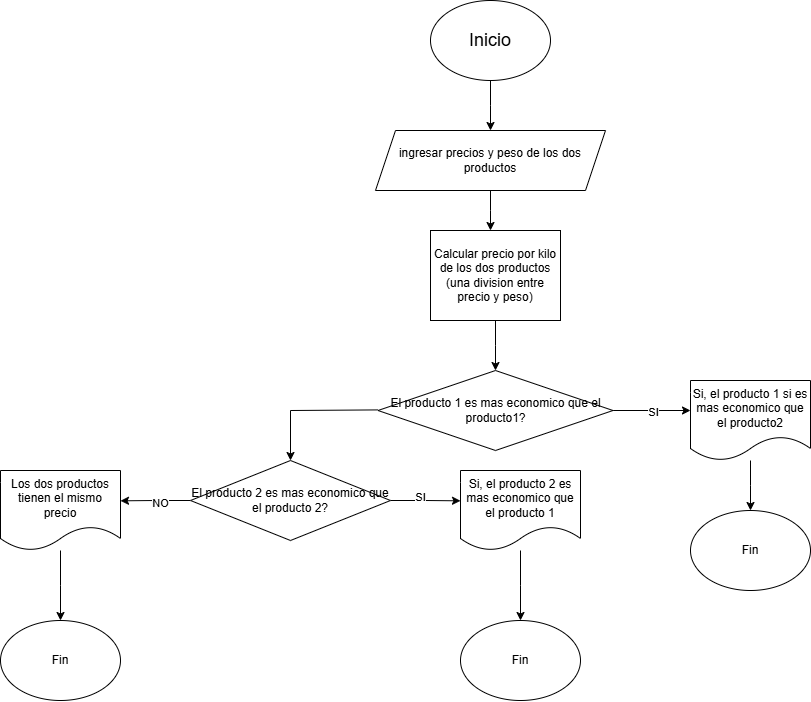 Inicio
ingresar precios y peso de los dos
productos
Calcular precio por kilo
de los dos productos
(una division entre
precio y peso)
El producto 1 es mas economico que el
producto1?
SI
Si, el producto 1 si es
mas economico que
el producto2
Fin
El producto 2 es mas economico que
el producto 2?
SI
Si, el producto 2 es
mas economico que
el producto 1
Fin
NO
Los dos productos
tienen el mismo
precio
Fin